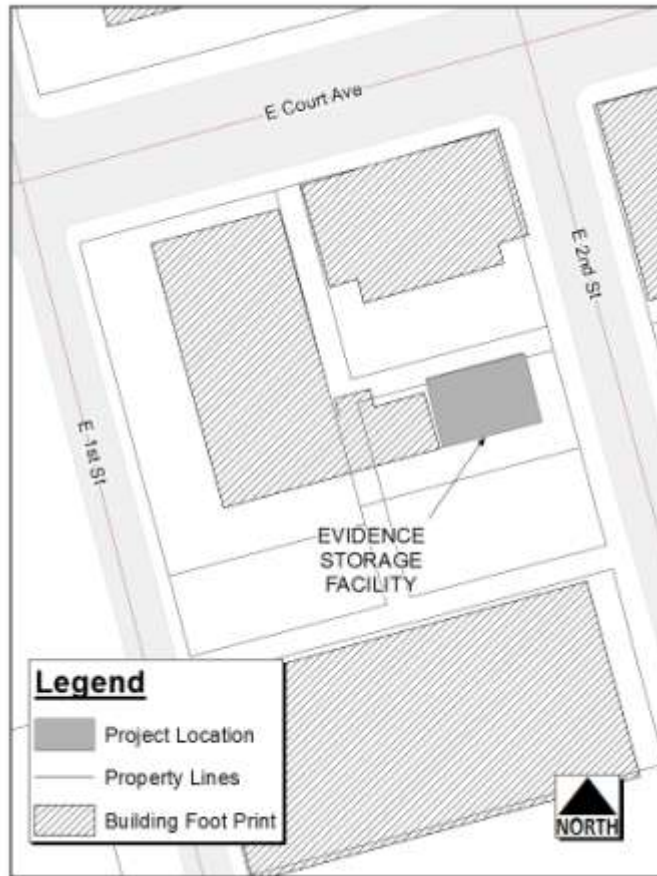 E Court Ave
E 2nd St
E 1st St
EVIDENCE
STORAGE
FACILITY
Legend
Project Location
Property Lines
Building Foot Print
NORTH